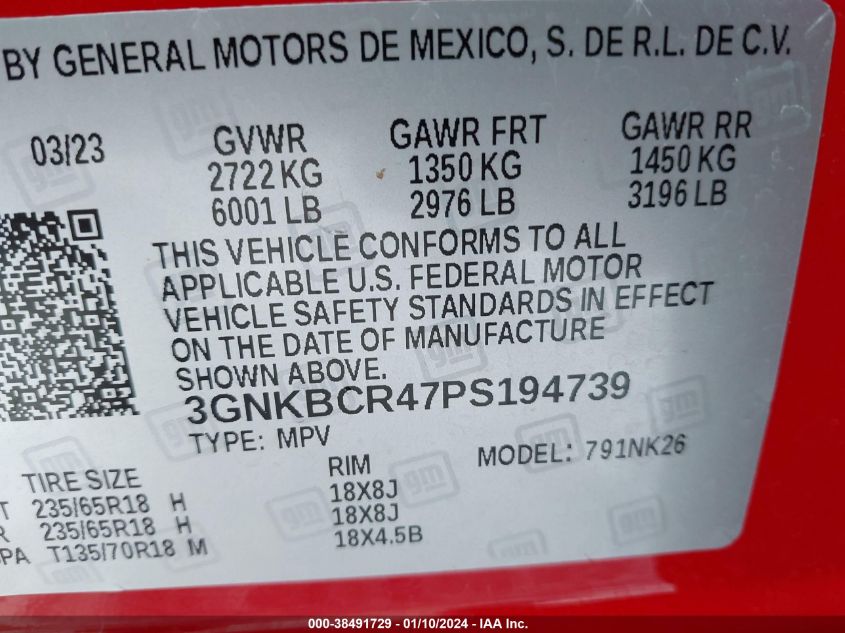 BY GENERAL MOTORS DE MEXICO, S. DE R.L. DE C.V.
03/23 GVWR GAWR FRT GAWR RR
2722 KG 1350 KG 1450 KG
6001 LB 2976 LB 3196 LB
THIS VEHICLE CONFORMS TO ALL
APPLICABLE U.S. FEDERAL MOTOR
VEHICLE SAFETY STANDARDS IN EFFECT
ON THE DATE OF MANUFACTURE
SHOWN ABOVE.
3GNKBCR47PS194739
TYPE: MPV MODEL: 791NK26
TIRE SIZE RIM
T 235/65R18 H 18X8J
R 235/65R18 H 18X8J
PA T135/70R18 M 18X4.5B
gm
000-38491729 - 01/10/2024 - IAA Inc.